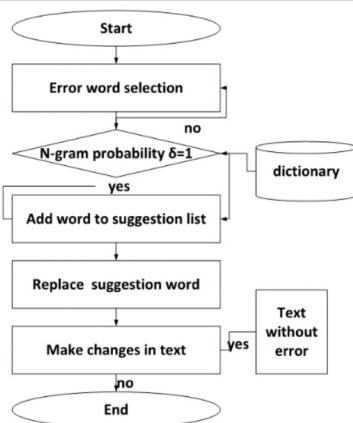 Start
Error word selection
no
N-gram probability δ=1
dictionary
yes
Add word to suggestion list
Replace suggestion word
Text
without
error
Make changes in text
yes
no
End